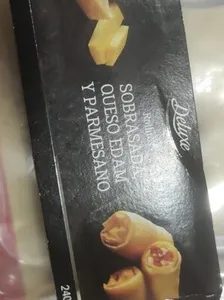 Deluxe
SOBRASADA,
QUESO EDAM
Y PARMESANO
240